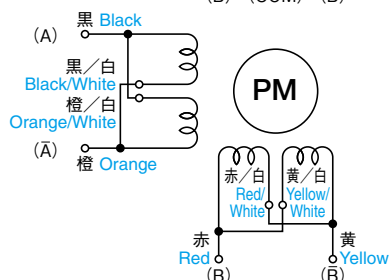 (B) (COM) (B̄)
黒 Black
(A)
黒／白
Black/White
橙／白
Orange/White
(Ā)
橙 Orange
PM
赤／白
Red/
White
黄／白
Yellow/
White
赤
Red
(B)
黄
Yellow
(B̄)